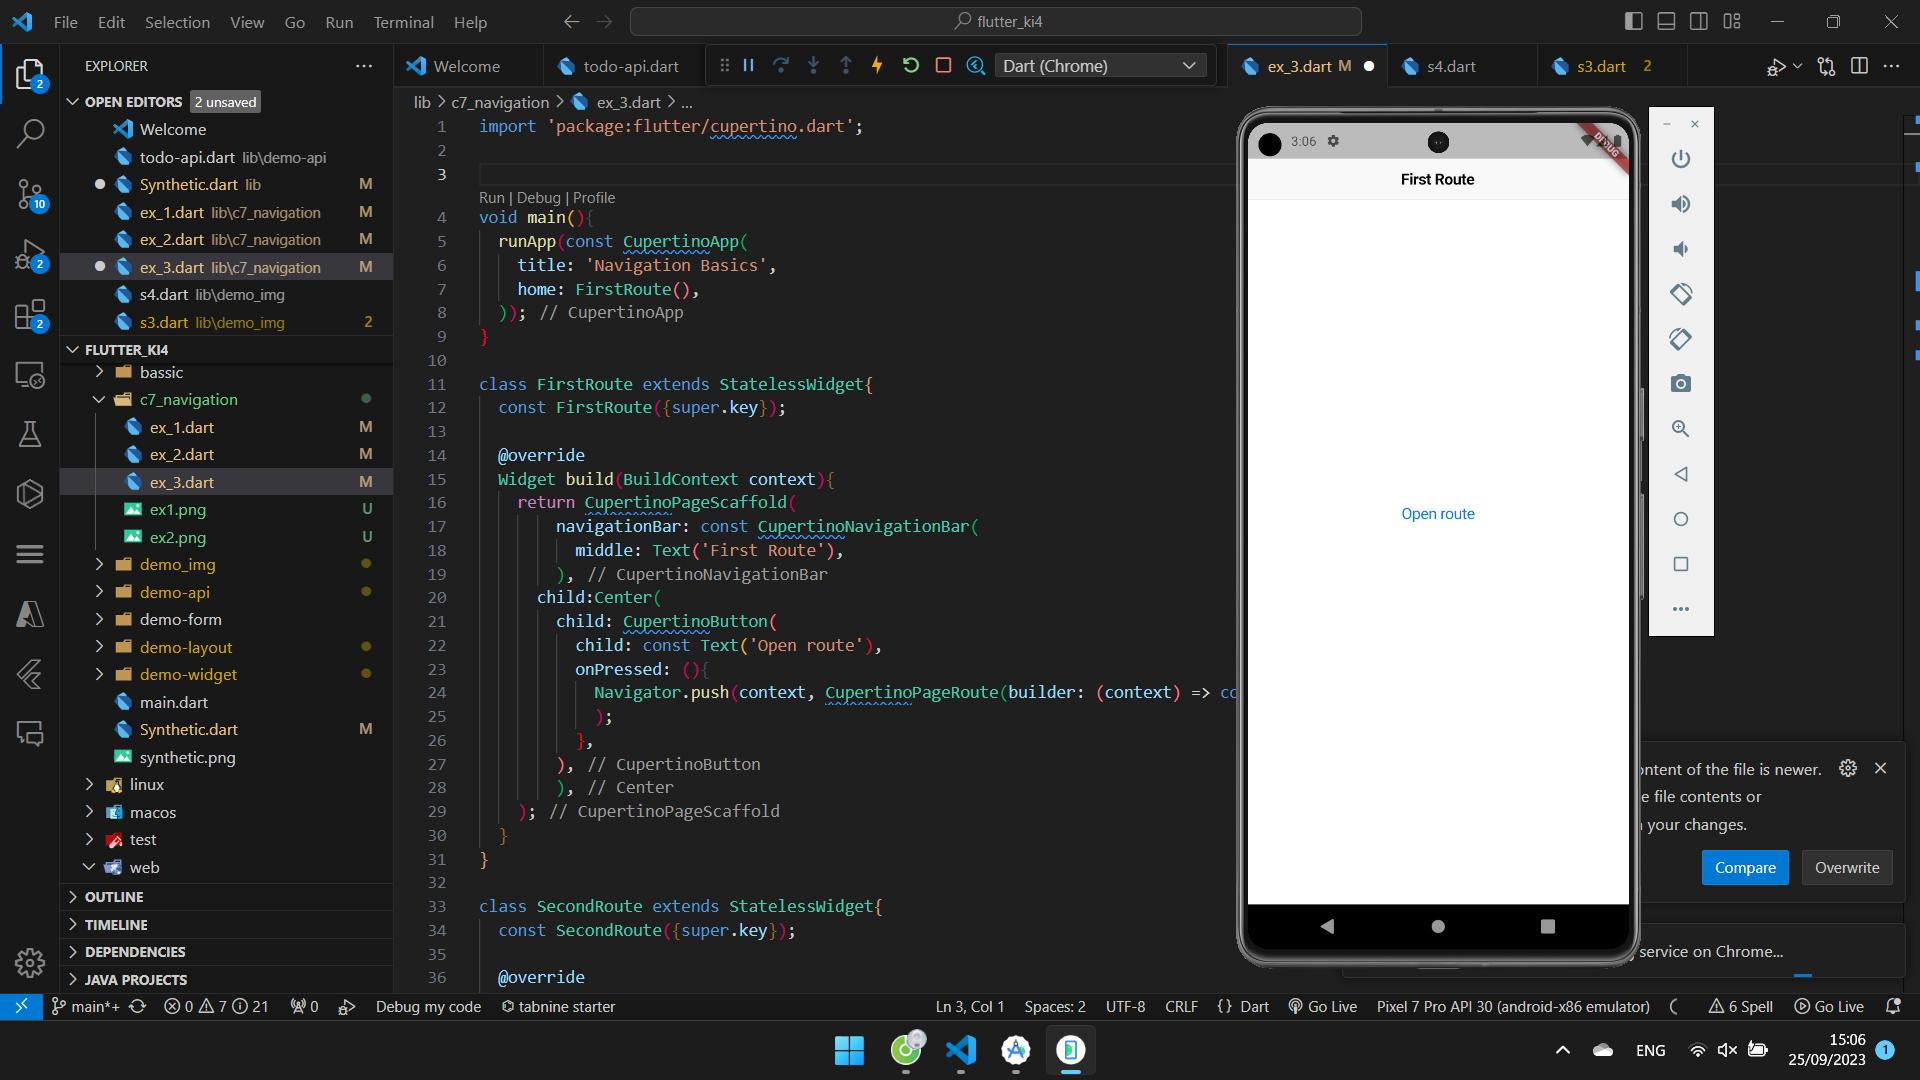 File Edit Selection View Go Run Terminal Help
flutter_ki4
EXPLORER
OPEN EDITORS 2 unsaved
Welcome
todo-api.dart lib\demo-api
Synthetic.dart lib M
ex_1.dart lib\c7_navigation M
ex_2.dart lib\c7_navigation M
ex_3.dart lib\c7_navigation M
s4.dart lib\demo_img
s3.dart lib\demo_img 2
FLUTTER_KI4
bassic
c7_navigation
ex_1.dart M
ex_2.dart M
ex_3.dart M
ex1.png U
ex2.png U
demo_img
demo-api
demo-form
demo-layout
demo-widget
main.dart
Synthetic.dart M
synthetic.png
linux
macos
test
web
OUTLINE
TIMELINE
DEPENDENCIES
JAVA PROJECTS
2
10
2
2
Welcome
todo-api.dart
Dart (Chrome)
ex_3.dart M
s4.dart
s3.dart 2
lib > c7_navigation > ex_3.dart > ...
1 import 'package:flutter/cupertino.dart';
2
3
Run | Debug | Profile
4 void main(){
5 runApp(const CupertinoApp(
6 title: 'Navigation Basics',
7 home: FirstRoute(),
8 )); // CupertinoApp
9 }
10
11 class FirstRoute extends StatelessWidget{
12 const FirstRoute({super.key});
13
14 @override
15 Widget build(BuildContext context){
16 return CupertinoPageScaffold(
17 navigationBar: const CupertinoNavigationBar(
18 middle: Text('First Route'),
19 ), // CupertinoNavigationBar
20 child:Center(
21 child: CupertinoButton(
22 child: const Text('Open route'),
23 onPressed: (){
24 Navigator.push(context, CupertinoPageRoute(builder: (context) => co
25 );
26 },
27 ), // CupertinoButton
28 ), // Center
29 ); // CupertinoPageScaffold
30 }
31 }
32
33 class SecondRoute extends StatelessWidget{
34 const SecondRoute({super.key});
35
36 @override
3:06
DEBUG
First Route
Open route
ontent of the file is newer.
e file contents or
your changes.
Compare Overwrite
service on Chrome...
main*+ 0 7 21 0 Debug my code tabnine starter Ln 3, Col 1 Spaces: 2 UTF-8 CRLF {} Dart Go Live Pixel 7 Pro API 30 (android-x86 emulator) 6 Spell Go Live
ENG
15:06
25/09/2023
1